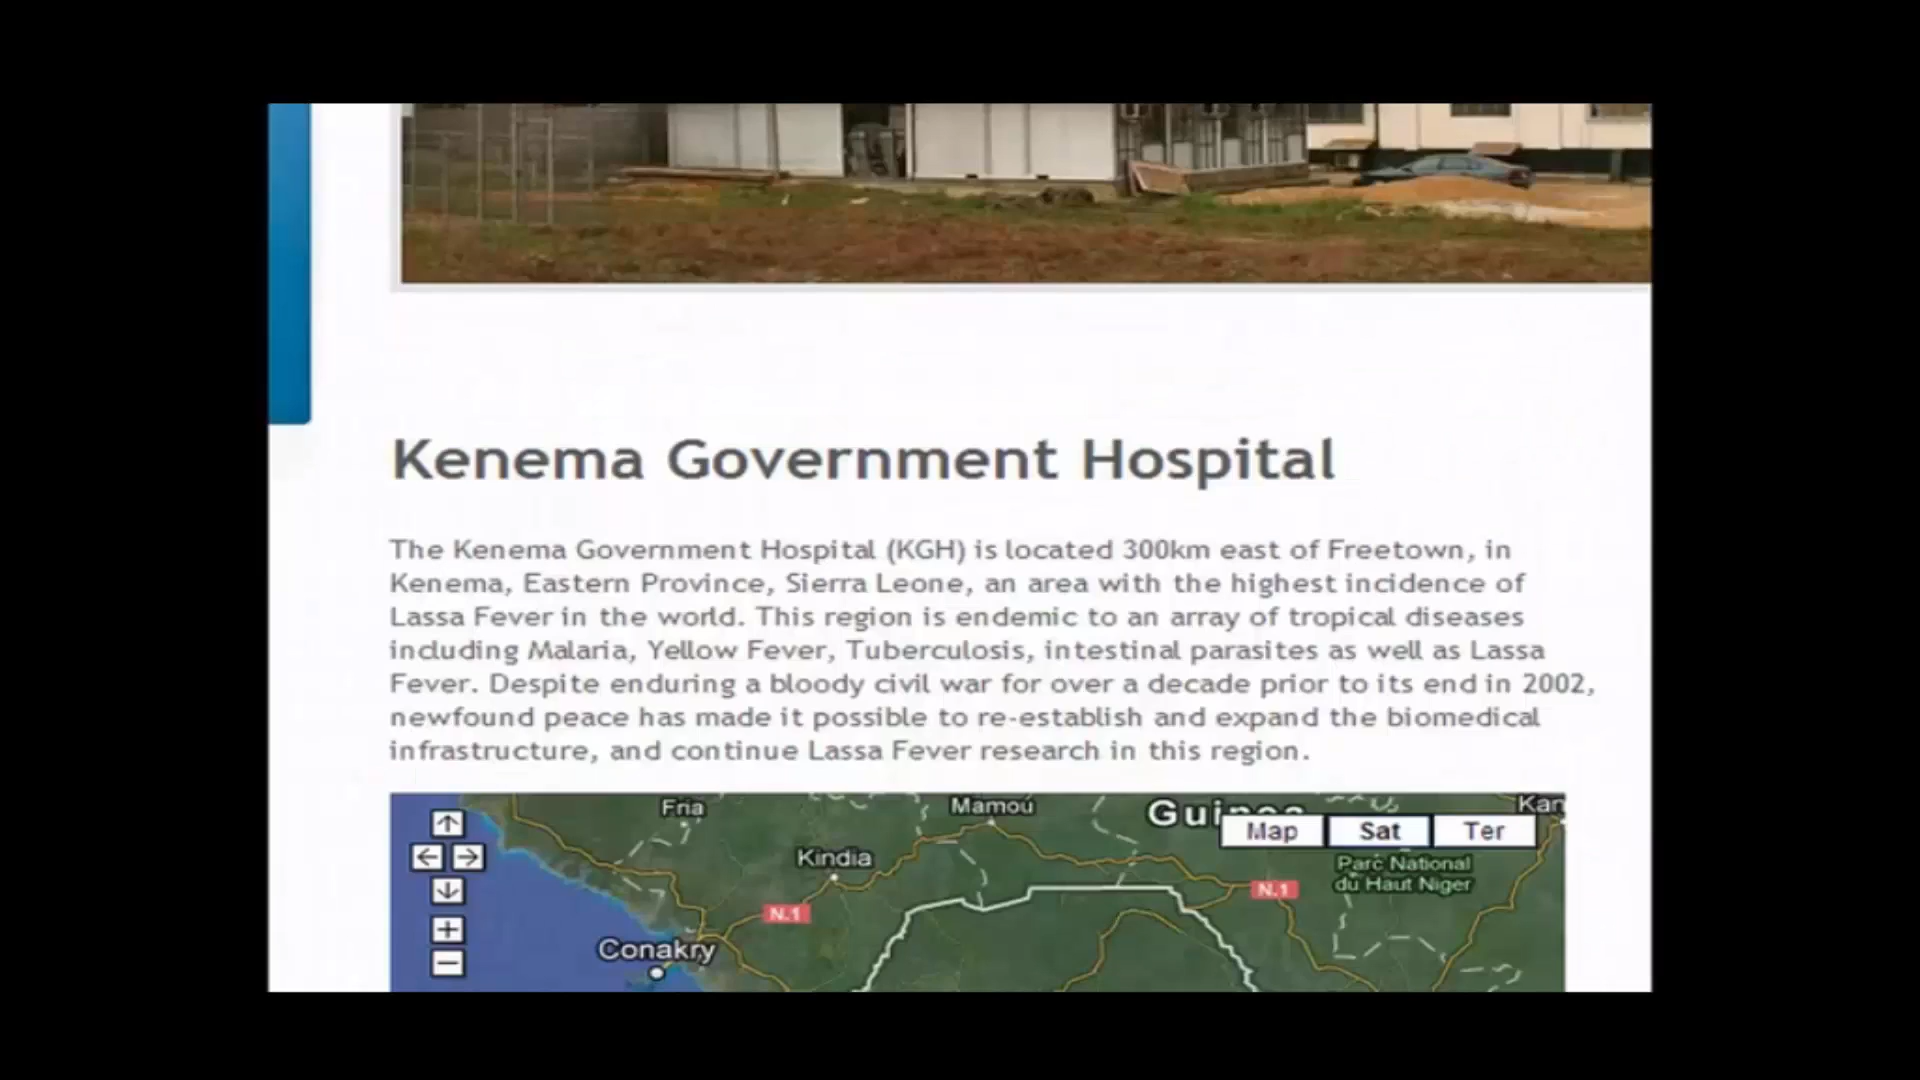 Kenema Government Hospital
The Kenema Government Hospital (KGH) is located 300km east of Freetown, in
Kenema, Eastern Province, Sierra Leone, an area with the highest incidence of
Lassa Fever in the world. This region is endemic to an array of tropical diseases
including Malaria, Yellow Fever, Tuberculosis, intestinal parasites as well as Lassa
Fever. Despite enduring a bloody civil war for over a decade prior to its end in 2002,
newfound peace has made it possible to re-establish and expand the biomedical
infrastructure, and continue Lassa Fever research in this region.
Fria
Mamou
Kan
Map Sat Ter
Kindia
Parc National
du Haut Niger
N.1
N.1
Conakry